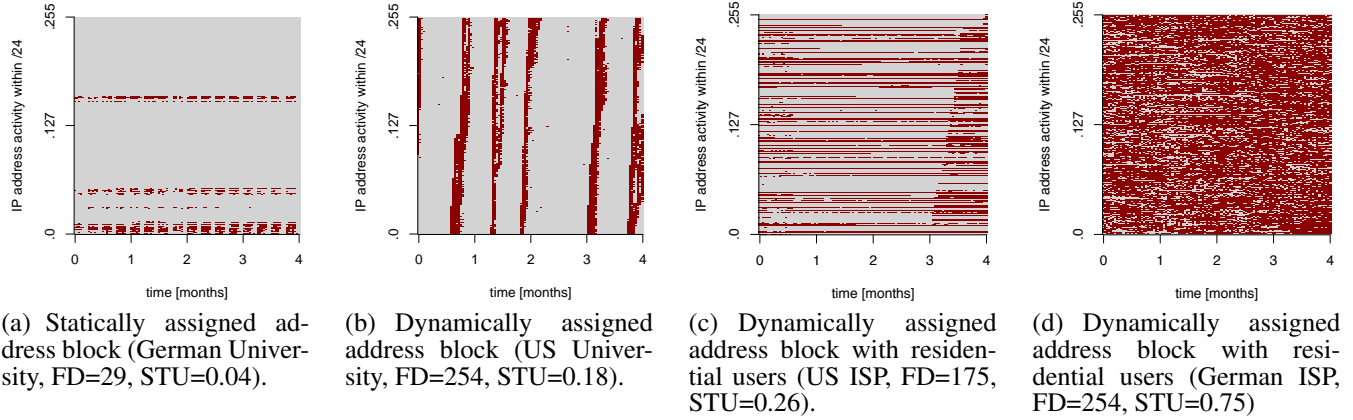 IP address activity within /24
.255
.127
.0
0 1 2 3 4
time [months]
(a) Statically assigned ad-
dress block (German Univer-
sity, FD=29, STU=0.04).
IP address activity within /24
.255
.127
.0
0 1 2 3 4
time [months]
(b) Dynamically assigned
address block (US Univer-
sity, FD=254, STU=0.18).
IP address activity within /24
.255
.127
.0
0 1 2 3 4
time [months]
(c) Dynamically assigned
address block with residen-
tial users (US ISP, FD=175,
STU=0.26).
IP address activity within /24
.255
.127
.0
0 1 2 3 4
time [months]
(d) Dynamically assigned
address block with resi-
dential users (German ISP,
FD=254, STU=0.75)